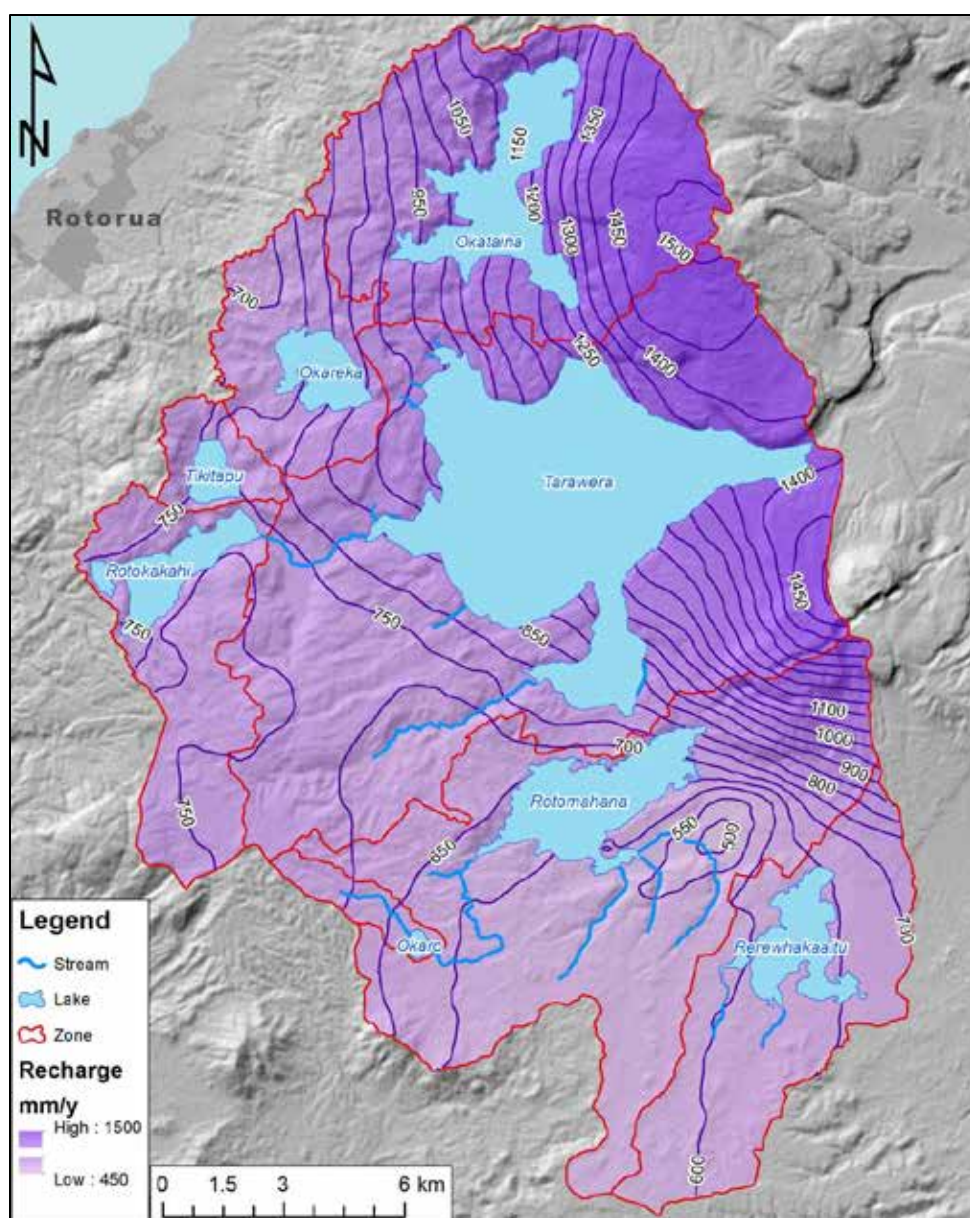 N
Rotorua
1050
1350
1150
950
1200
1450
1300
Okataina
1500
700
1250
1400
Okareka
Tikitapu
Tarawera
1400
750
Rotokakahi
1450
750
750
850
1100
700
1000
900
800
Rotomahana
750
550
500
650
700
Okaro
Rerewhakaaitu
600
Legend
Stream
Lake
Zone
Recharge
mm/y
High : 1500
Low : 450
0 1.5 3 6 km